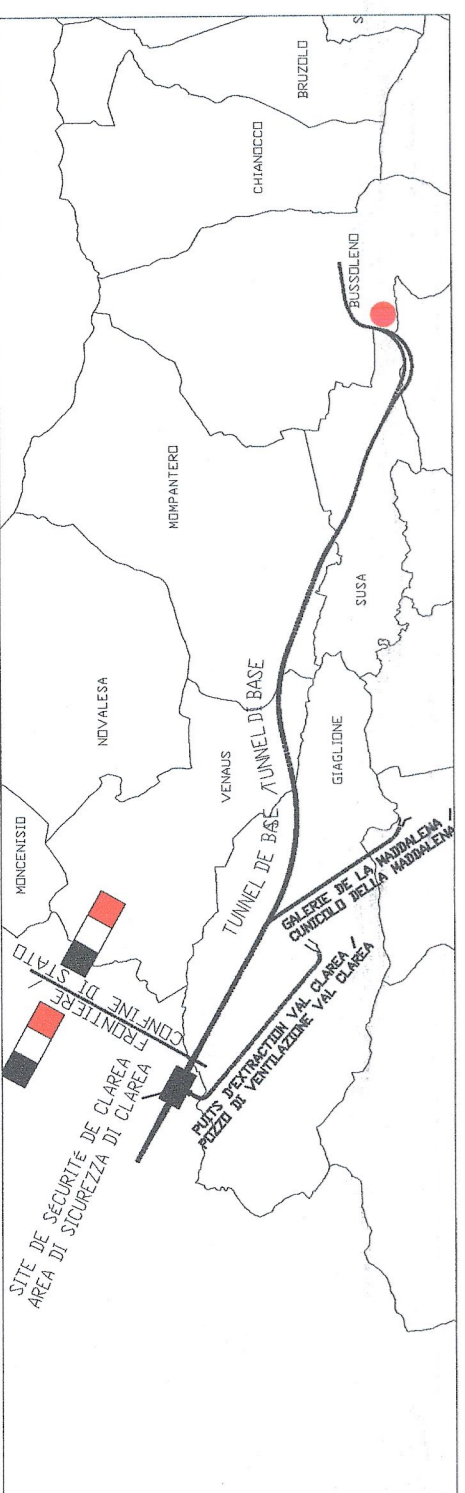 SITE DE SÉCURITÉ DE CLAREA
AREA DI SICUREZZA DI CLAREA
FRONTIERE
CONFINE DI STATO
MONCENISIO
NOVALESA
VENAUS
MOMPANTERO
TUNNEL DE BASE /TUNNEL DI BASE
PUITS D'EXTRACTION VAL CLAREA /
POZZO DI VENTILAZIONE VAL CLAREA
GALERIE DE LA MADDALENA
CUNICOLO DELLA MADDALENA
GIAGLIONE
SUSA
BUSSOLENO
CHIANOCCO
BRUZOLO
S